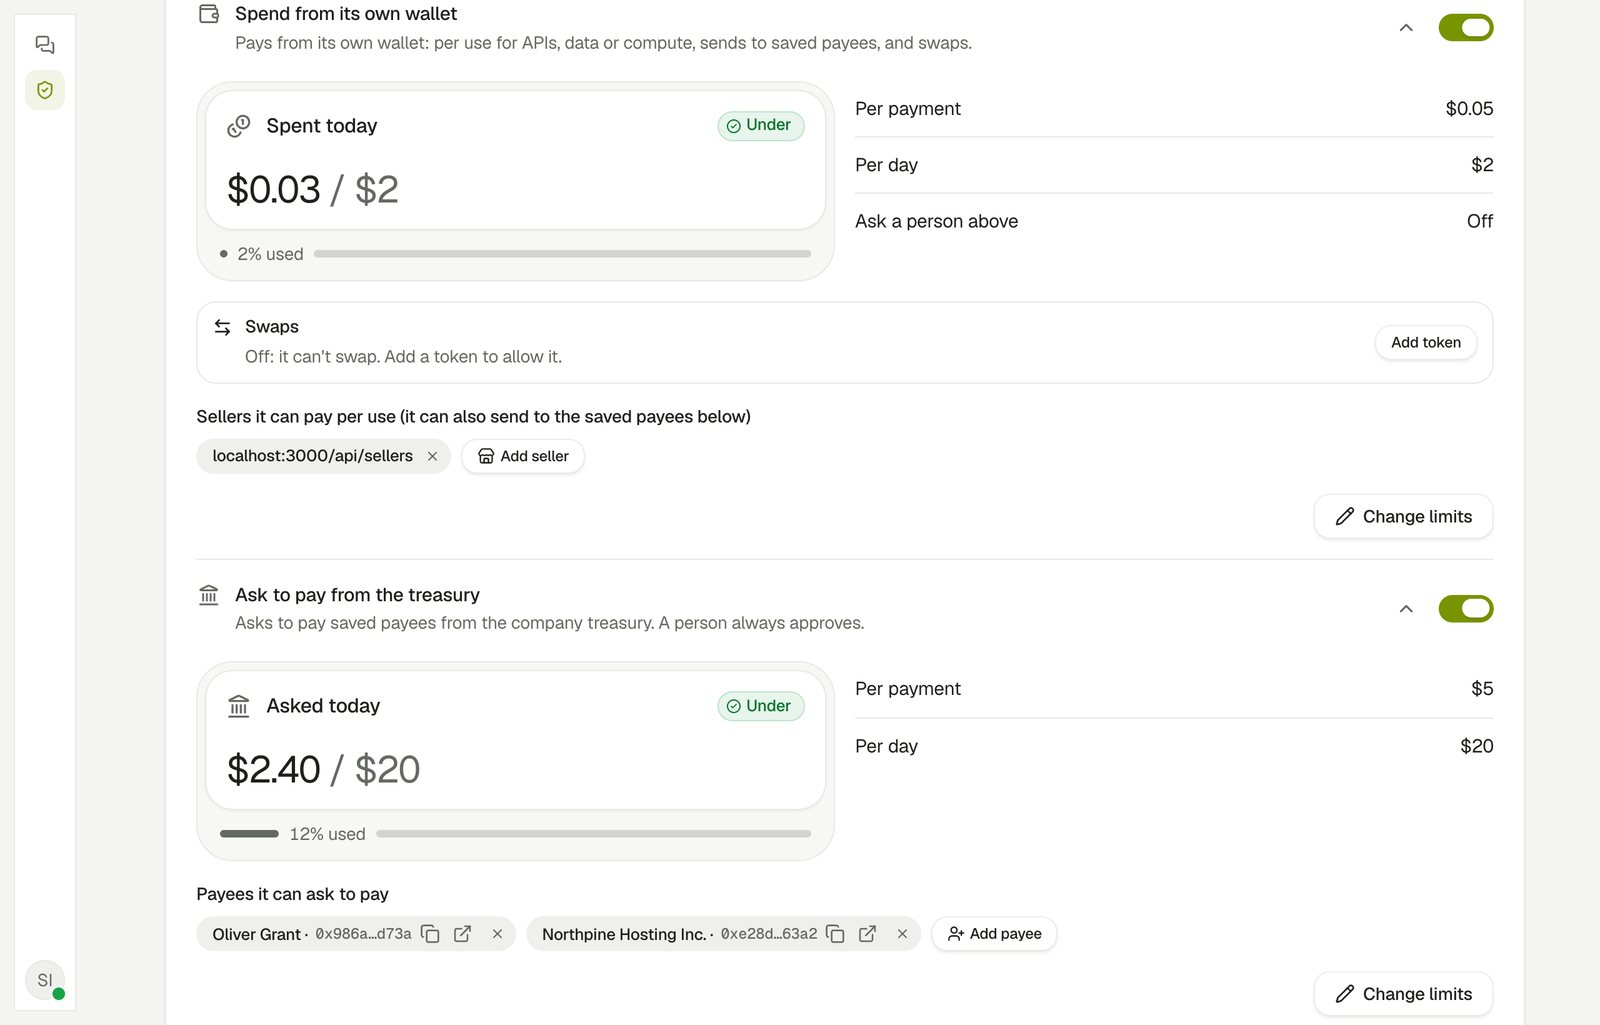 Spend from its own wallet
Pays from its own wallet: per use for APIs, data or compute, sends to saved payees, and swaps.
Spent today
Under
$0.03 / $2
2% used
Per payment
$0.05
Per day
$2
Ask a person above
Off
Swaps
Off: it can't swap. Add a token to allow it.
Add token
Sellers it can pay per use (it can also send to the saved payees below)
localhost:3000/api/sellers
Add seller
Change limits
Ask to pay from the treasury
Asks to pay saved payees from the company treasury. A person always approves.
Asked today
Under
$2.40 / $20
12% used
Per payment
$5
Per day
$20
Payees it can ask to pay
Oliver Grant · 0x986a…d73a
Northpine Hosting Inc. · 0xe28d…63a2
Add payee
Change limits
SI